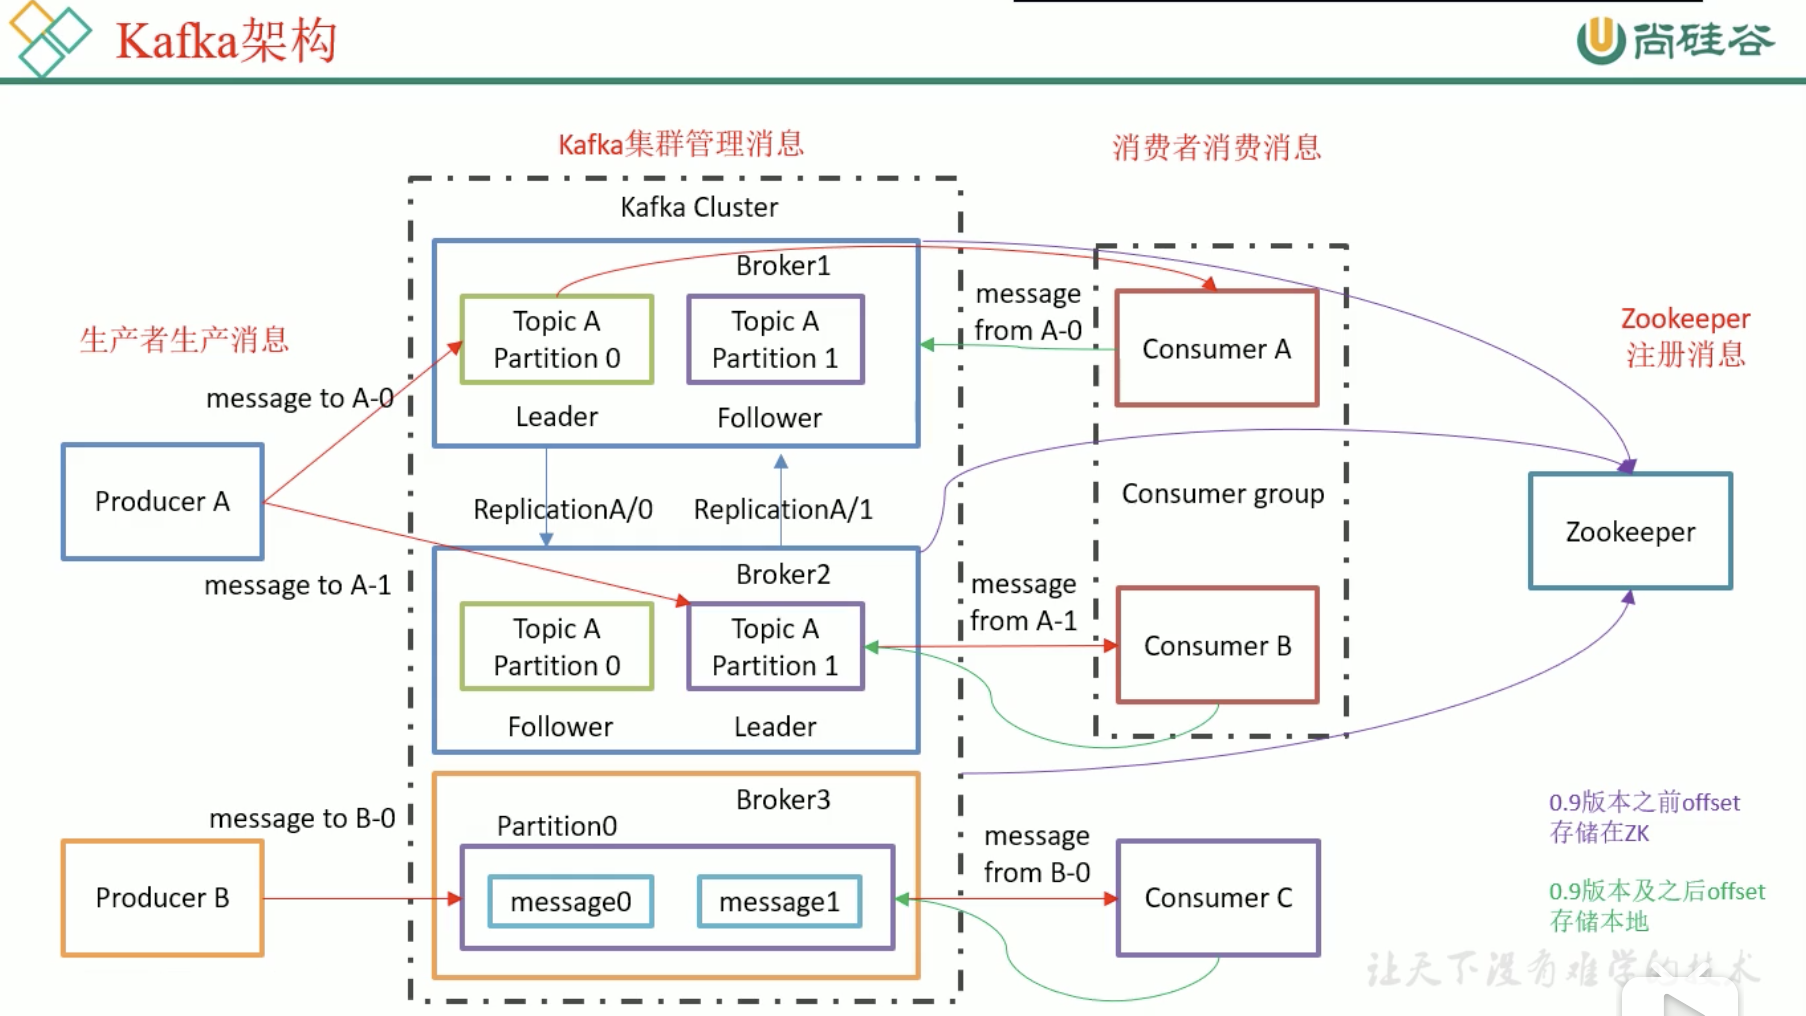 Kafka架构
尚硅谷
Kafka集群管理消息
消费者消费消息
Kafka Cluster
Broker1
Topic A
Partition 0
Topic A
Partition 1
Leader
Follower
message
from A-0
Consumer A
Zookeeper
注册消息
生产者生产消息
message to A-0
Producer A
message to A-1
ReplicationA/0
ReplicationA/1
Consumer group
Zookeeper
Broker2
Topic A
Partition 0
Topic A
Partition 1
Follower
Leader
message
from A-1
Consumer B
message to B-0
Producer B
Broker3
Partition0
message0
message1
message
from B-0
Consumer C
0.9版本之前offset
存储在ZK
0.9版本及之后offset
存储本地
让天下没有难学的技术